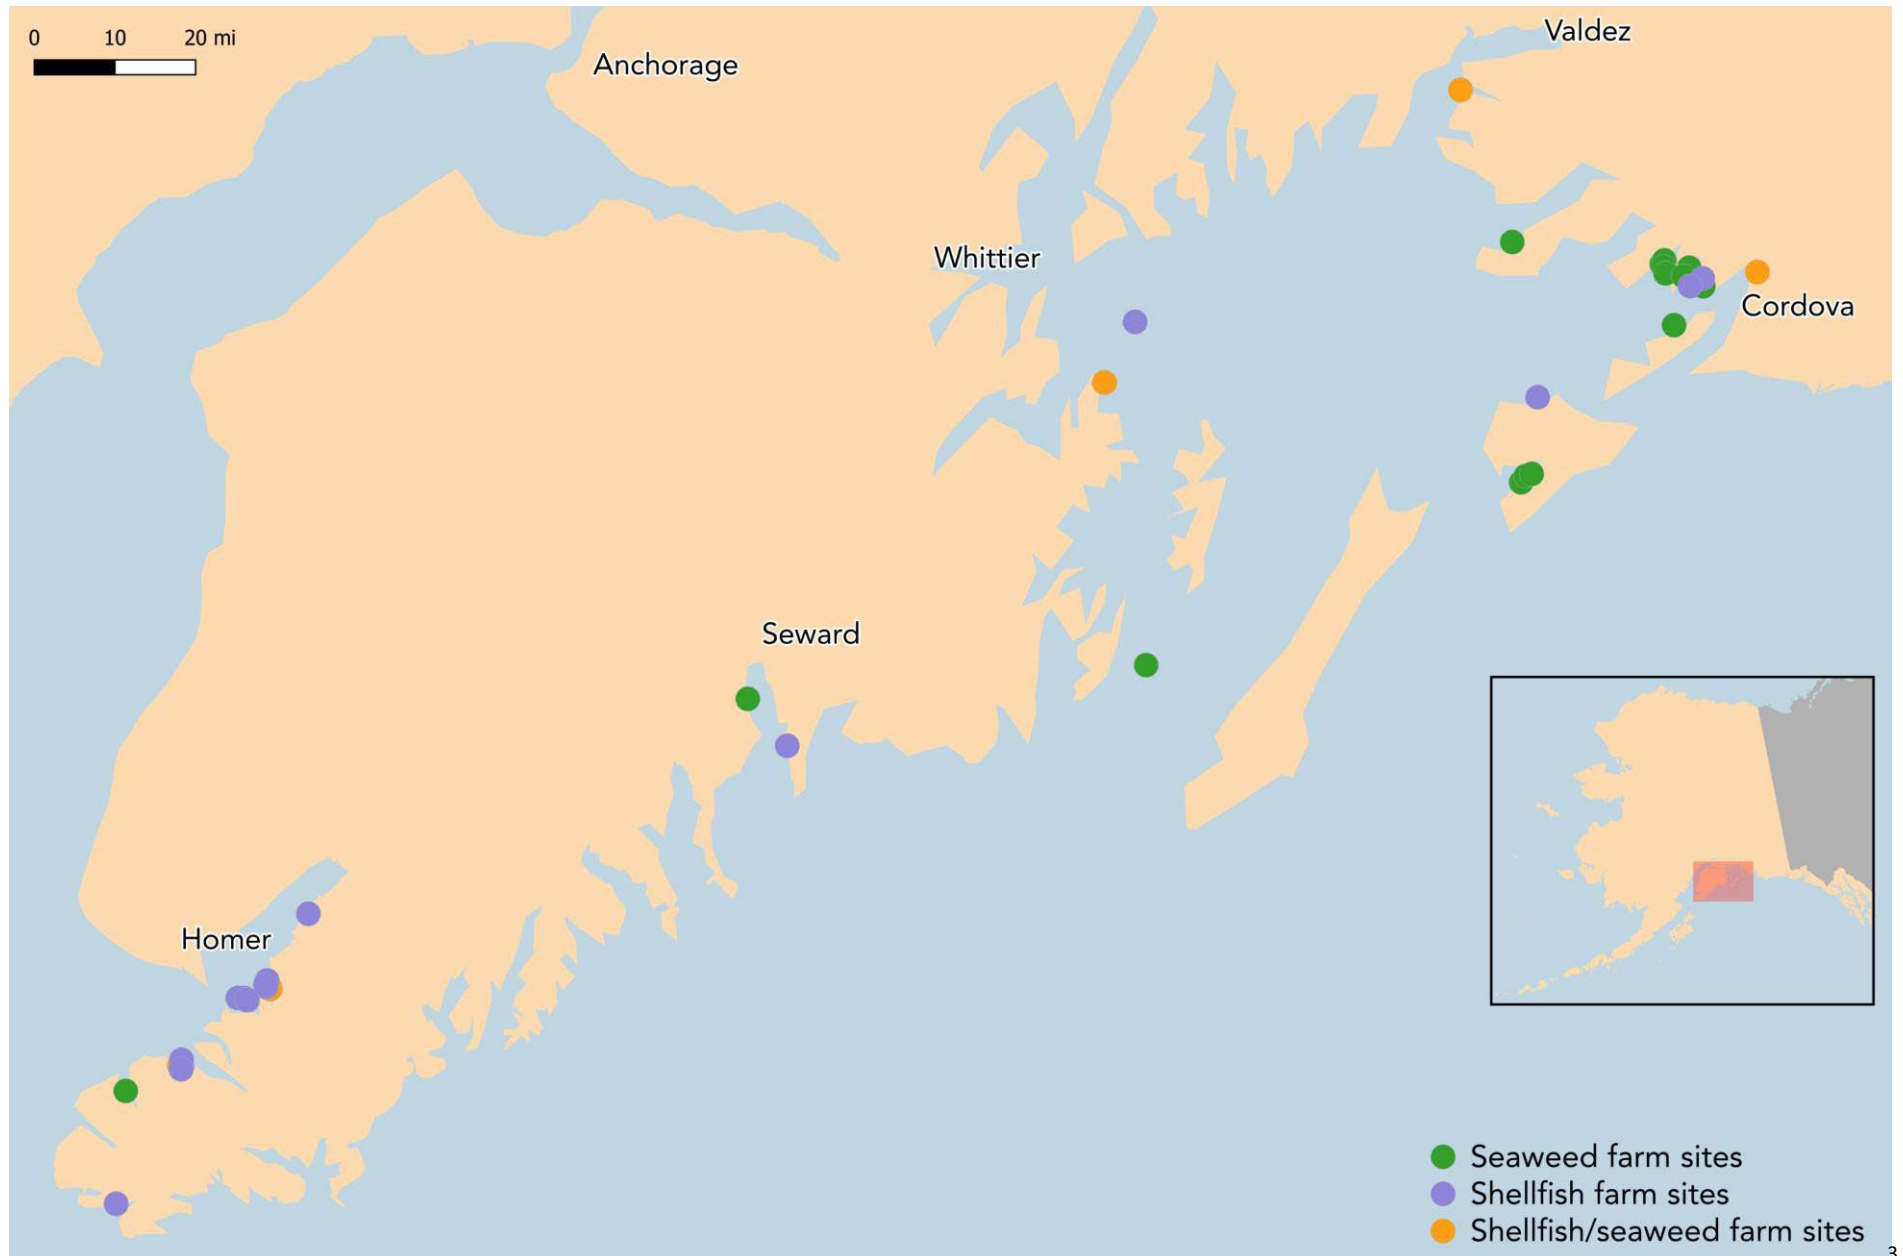 Valdez
0 10 20 mi
Anchorage
Whittier
Cordova
Seward
Homer
Seaweed farm sites
Shellfish farm sites
Shellfish/seaweed farm sites
3